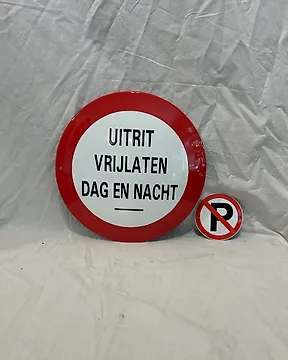 UITRIT
VRIJLATEN
DAG EN NACHT
P